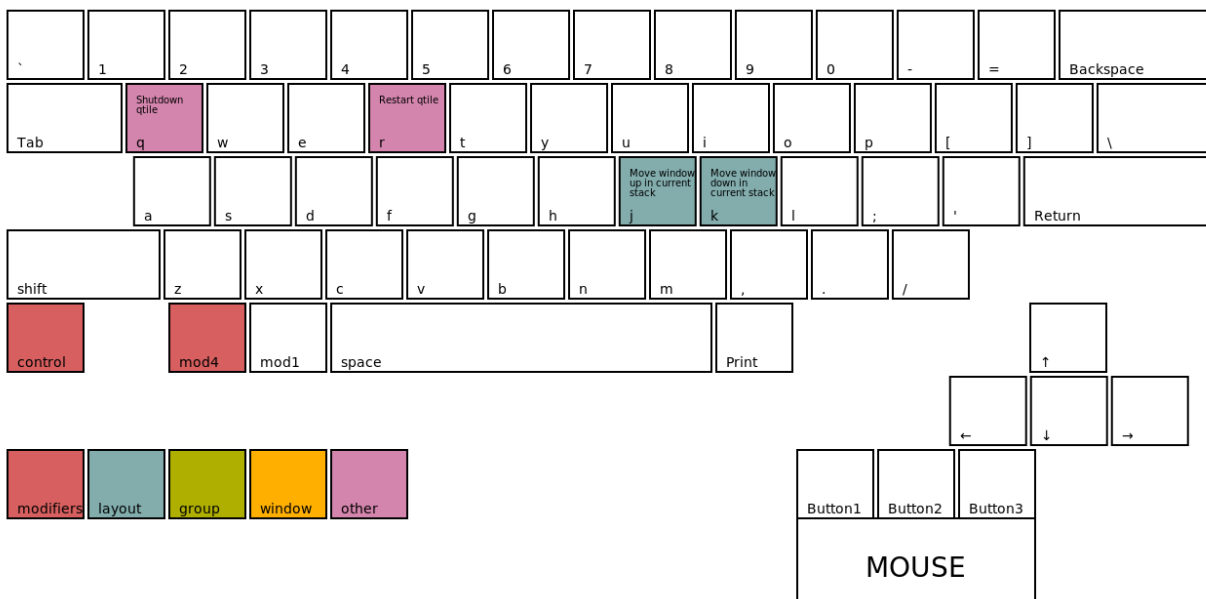 ` 1 2 3 4 5 6 7 8 9 0 - = Backspace
Shutdown
qtile
Restart qtile
Tab q w e r t y u i o p [ ] \
Move window
up in current
stack
Move window
down in
current stack
a s d f g h j k l ; ' Return
shift z x c v b n m , . /
control mod4 mod1 space Print ↑
← ↓ →
modifiers layout group window other Button1 Button2 Button3
MOUSE